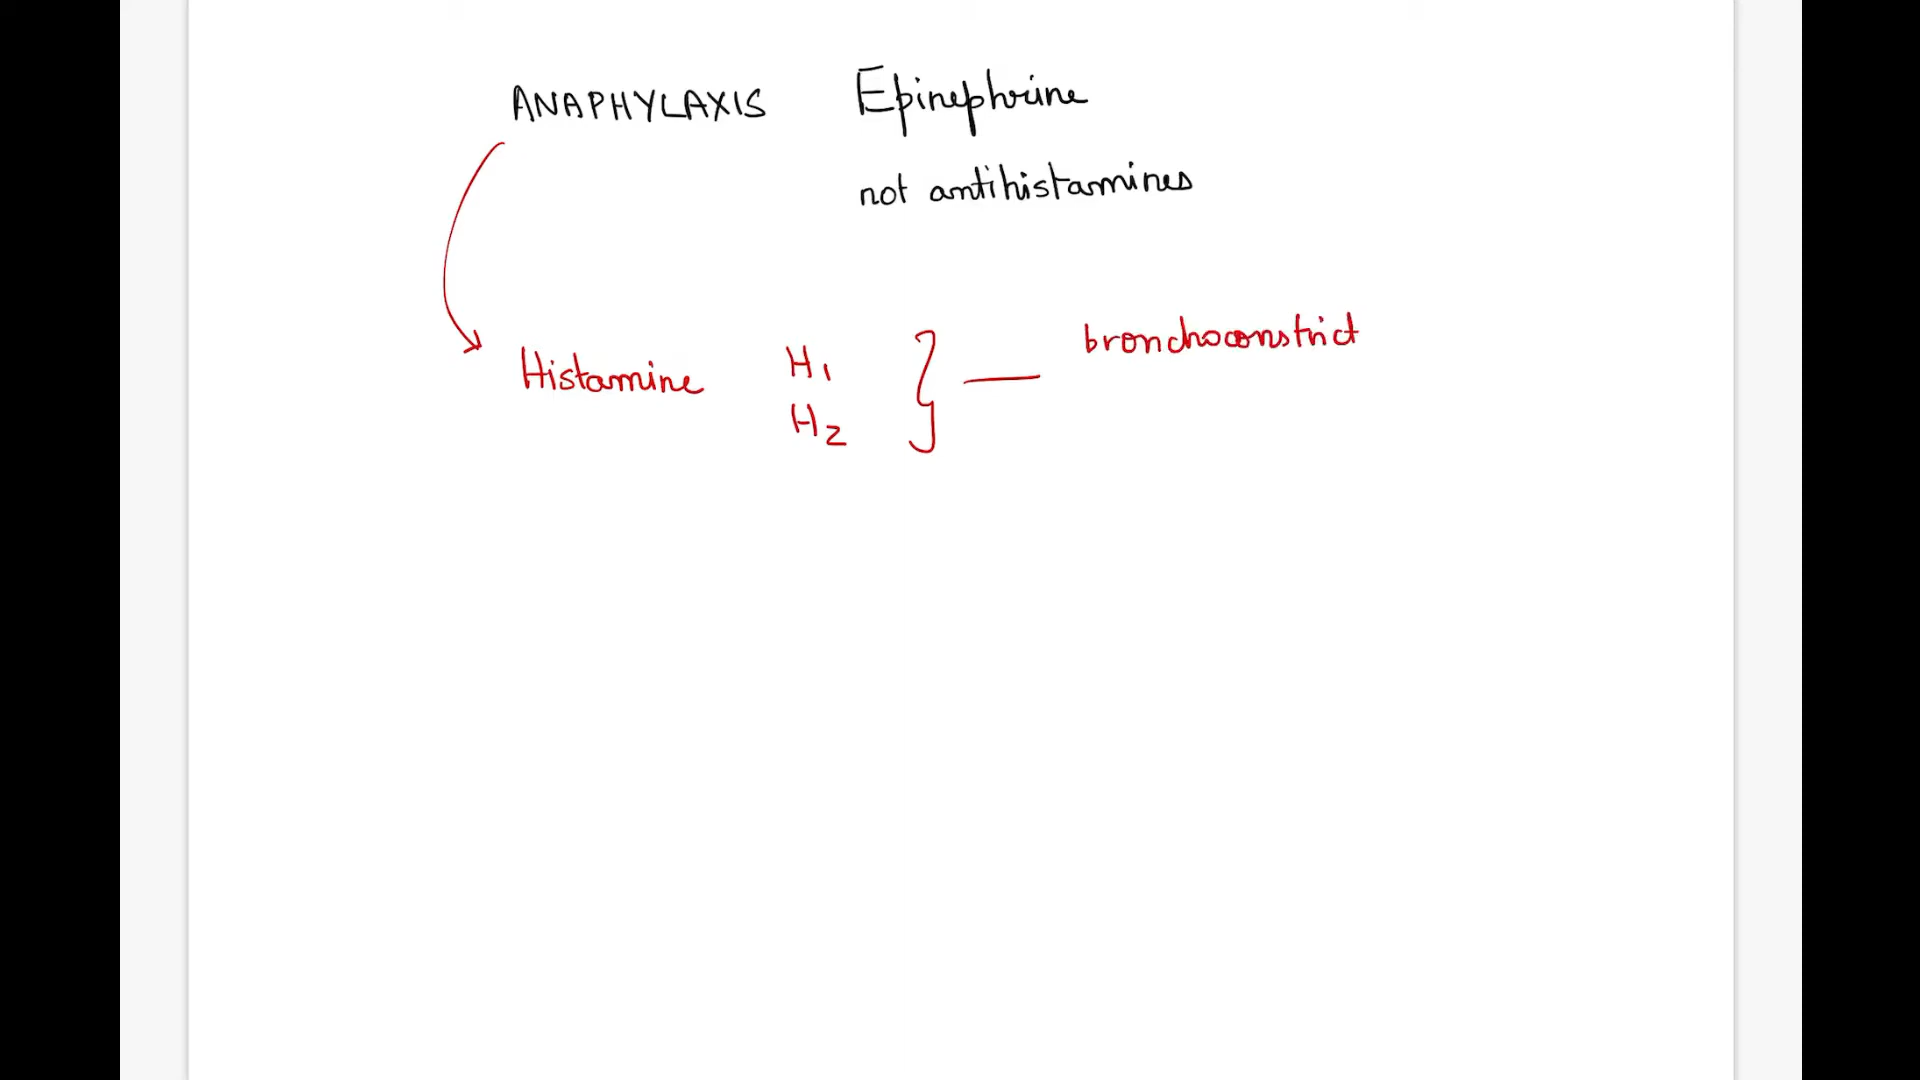 ANAPHYLAXIS Epinephrine
not antihistamines
bronchoconstrict
Histamine H1
H2